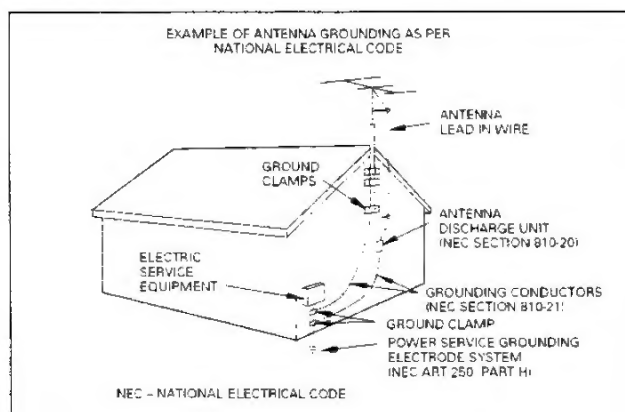 EXAMPLE OF ANTENNA GROUNDING AS PER
NATIONAL ELECTRICAL CODE
ANTENNA
LEAD IN WIRE
GROUND
CLAMPS
ANTENNA
DISCHARGE UNIT
(NEC SECTION 810-20)
ELECTRIC
SERVICE
EQUIPMENT
GROUNDING CONDUCTORS
(NEC SECTION 810-21)
GROUND CLAMP
POWER SERVICE GROUNDING
ELECTRODE SYSTEM
(NEC ART 250 PART H)
NEC – NATIONAL ELECTRICAL CODE